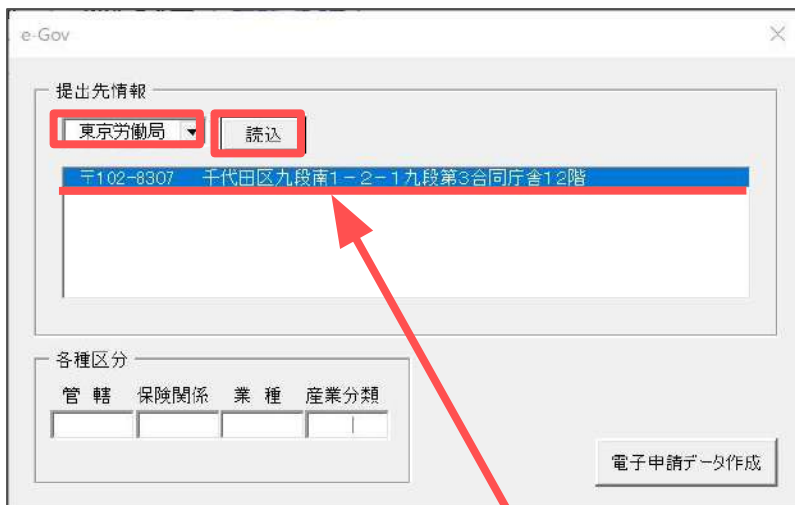 e-Gov
提出先情報
東京労働局
読込
〒102-8307 千代田区九段南1－2－1九段第3合同庁舎12階
各種区分
管 轄 保険関係 業 種 産業分類
電子申請データ作成